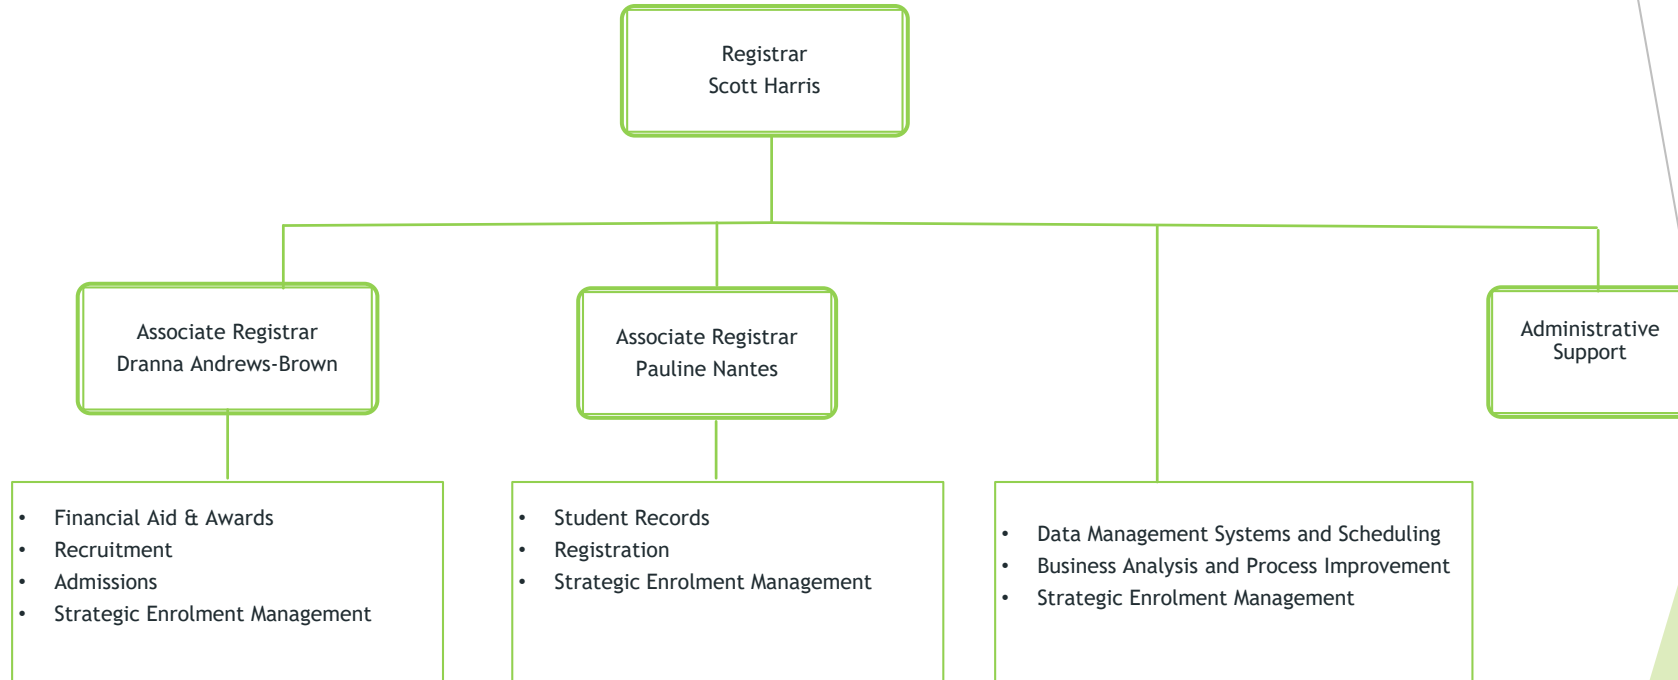 Registrar
Scott Harris
Associate Registrar
Dranna Andrews-Brown
Associate Registrar
Pauline Nantes
Administrative
Support
• Financial Aid & Awards
• Recruitment
• Admissions
• Strategic Enrolment Management
• Student Records
• Registration
• Strategic Enrolment Management
• Data Management Systems and Scheduling
• Business Analysis and Process Improvement
• Strategic Enrolment Management